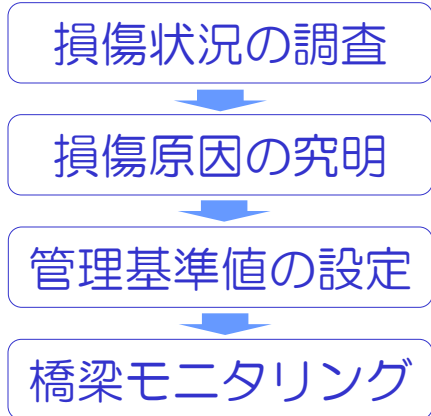 損傷状況の調査
損傷原因の究明
管理基準値の設定
橋梁モニタリング